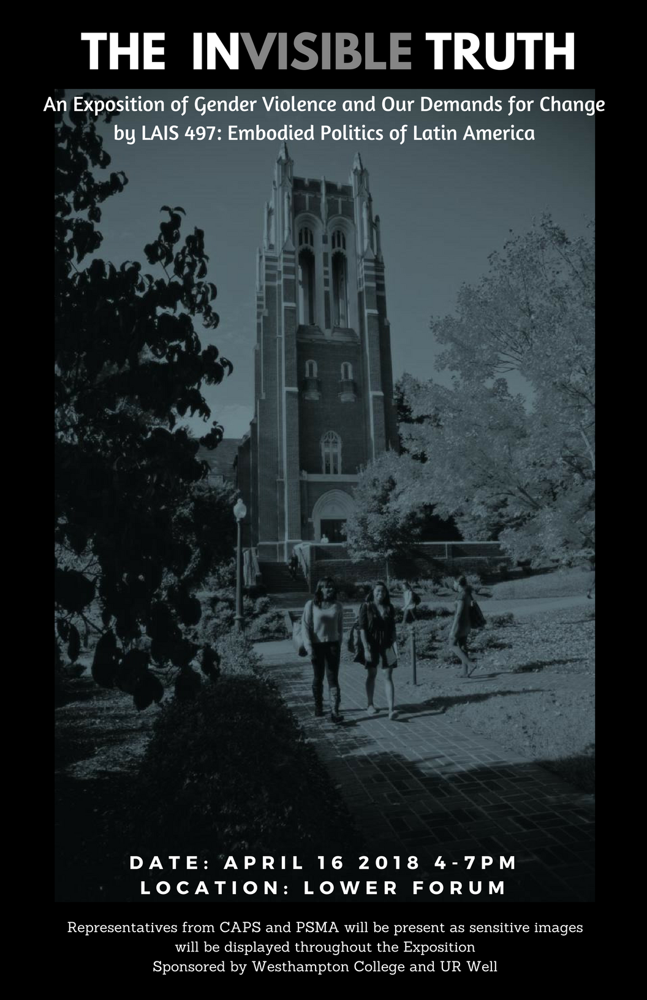 THE INVISIBLE TRUTH
An Exposition of Gender Violence and Our Demands for Change
by LAIS 497: Embodied Politics of Latin America
DATE: APRIL 16 2018 4-7PM
LOCATION: LOWER FORUM
Representatives from CAPS and PSMA will be present as sensitive images
will be displayed throughout the Exposition
Sponsored by Westhampton College and UR Well